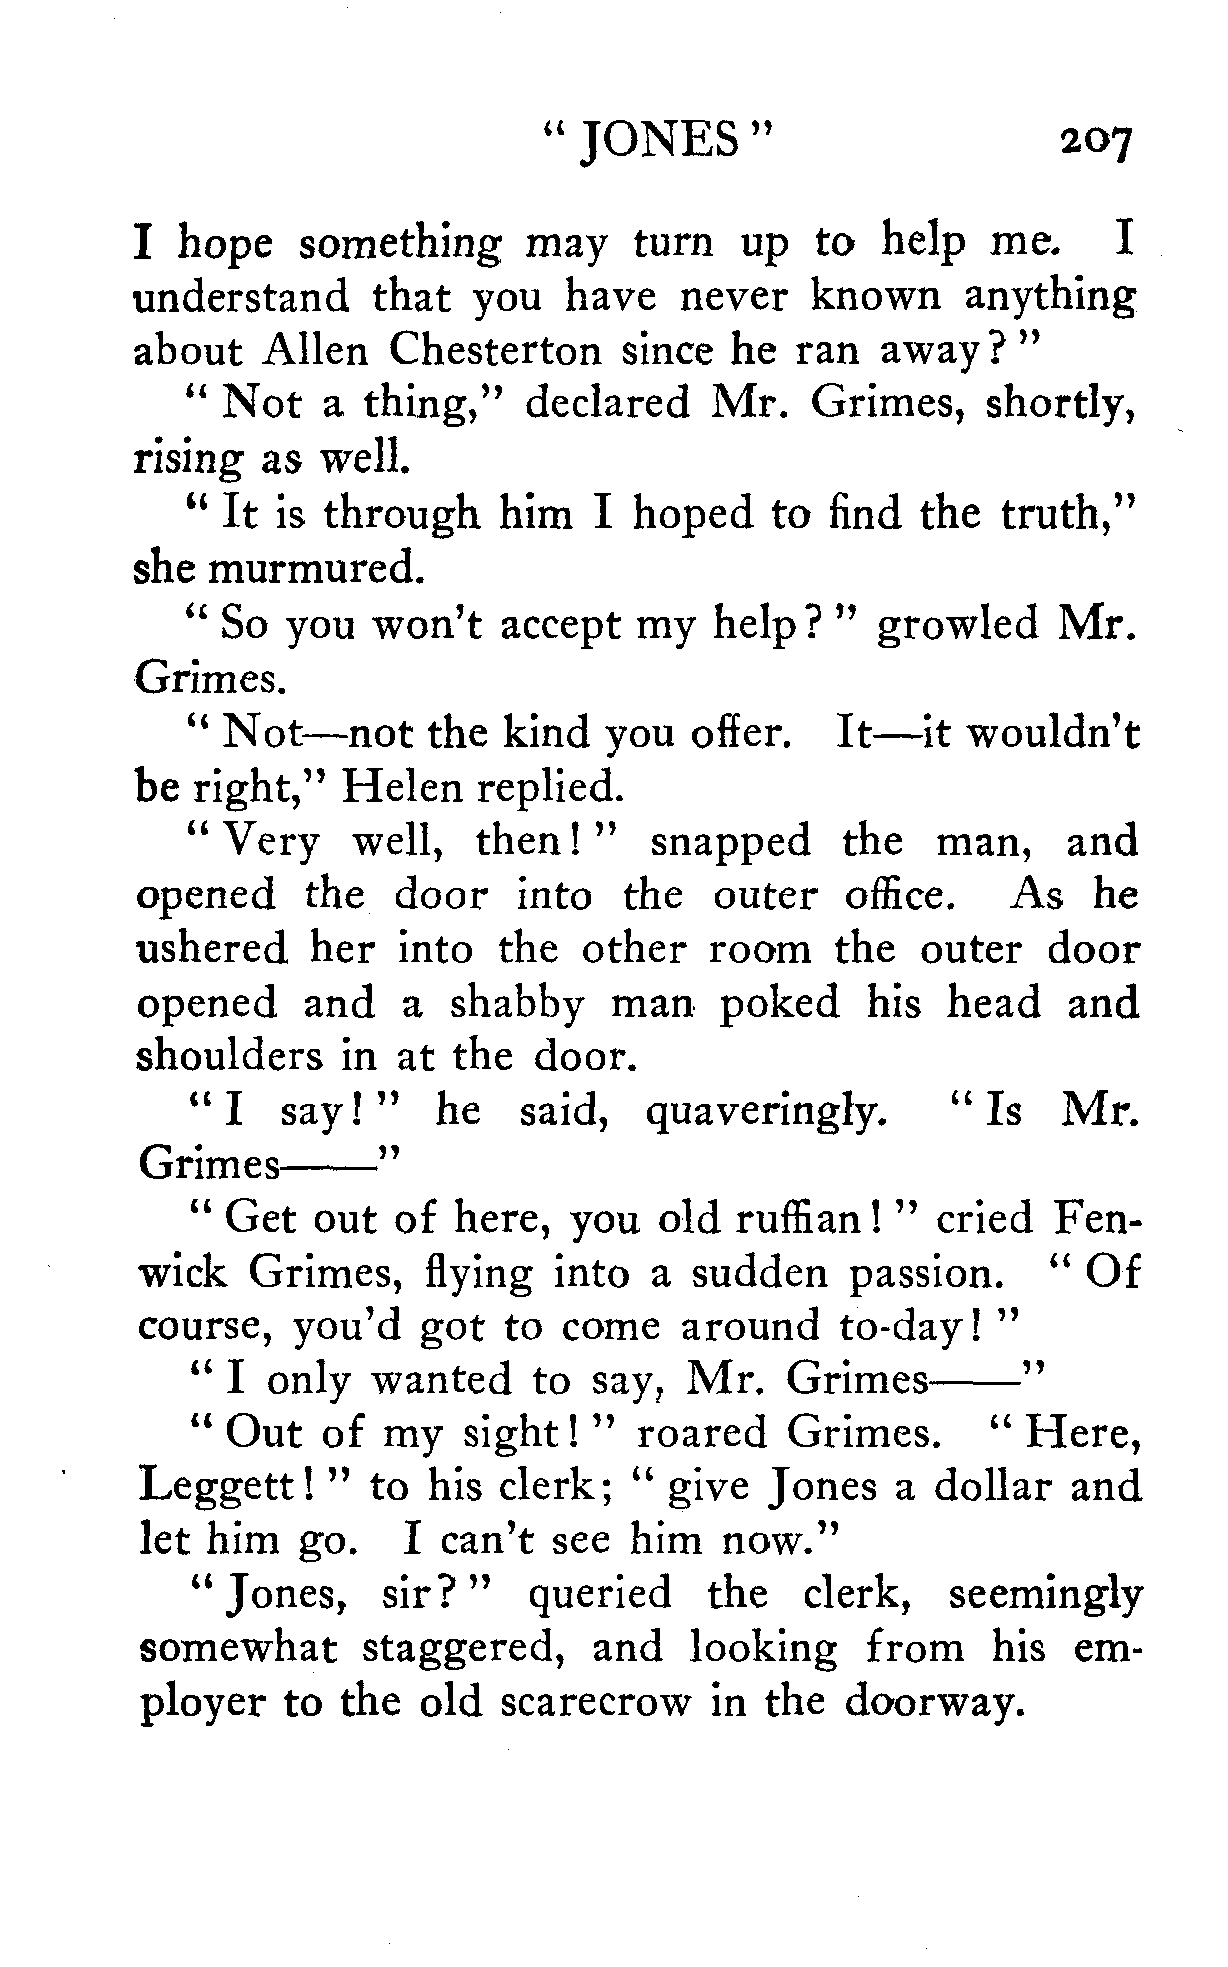 “ JONES ” 207
I hope something may turn up to help me. I
understand that you have never known anything
about Allen Chesterton since he ran away? ”
“ Not a thing,” declared Mr. Grimes, shortly,
rising as well.
“ It is through him I hoped to find the truth,”
she murmured.
“ So you won’t accept my help? ” growled Mr.
Grimes.
“ Not—not the kind you offer. It—it wouldn’t
be right,” Helen replied.
“ Very well, then! ” snapped the man, and
opened the door into the outer office. As he
ushered her into the other room the outer door
opened and a shabby man poked his head and
shoulders in at the door.
“ I say! ” he said, quaveringly. “ Is Mr.
Grimes——”
“ Get out of here, you old ruffian! ” cried Fen-
wick Grimes, flying into a sudden passion. “ Of
course, you’d got to come around to-day! ”
“ I only wanted to say, Mr. Grimes——”
“ Out of my sight! ” roared Grimes. “ Here,
Leggett! ” to his clerk; “ give Jones a dollar and
let him go. I can’t see him now.”
“ Jones, sir? ” queried the clerk, seemingly
somewhat staggered, and looking from his em-
ployer to the old scarecrow in the doorway.